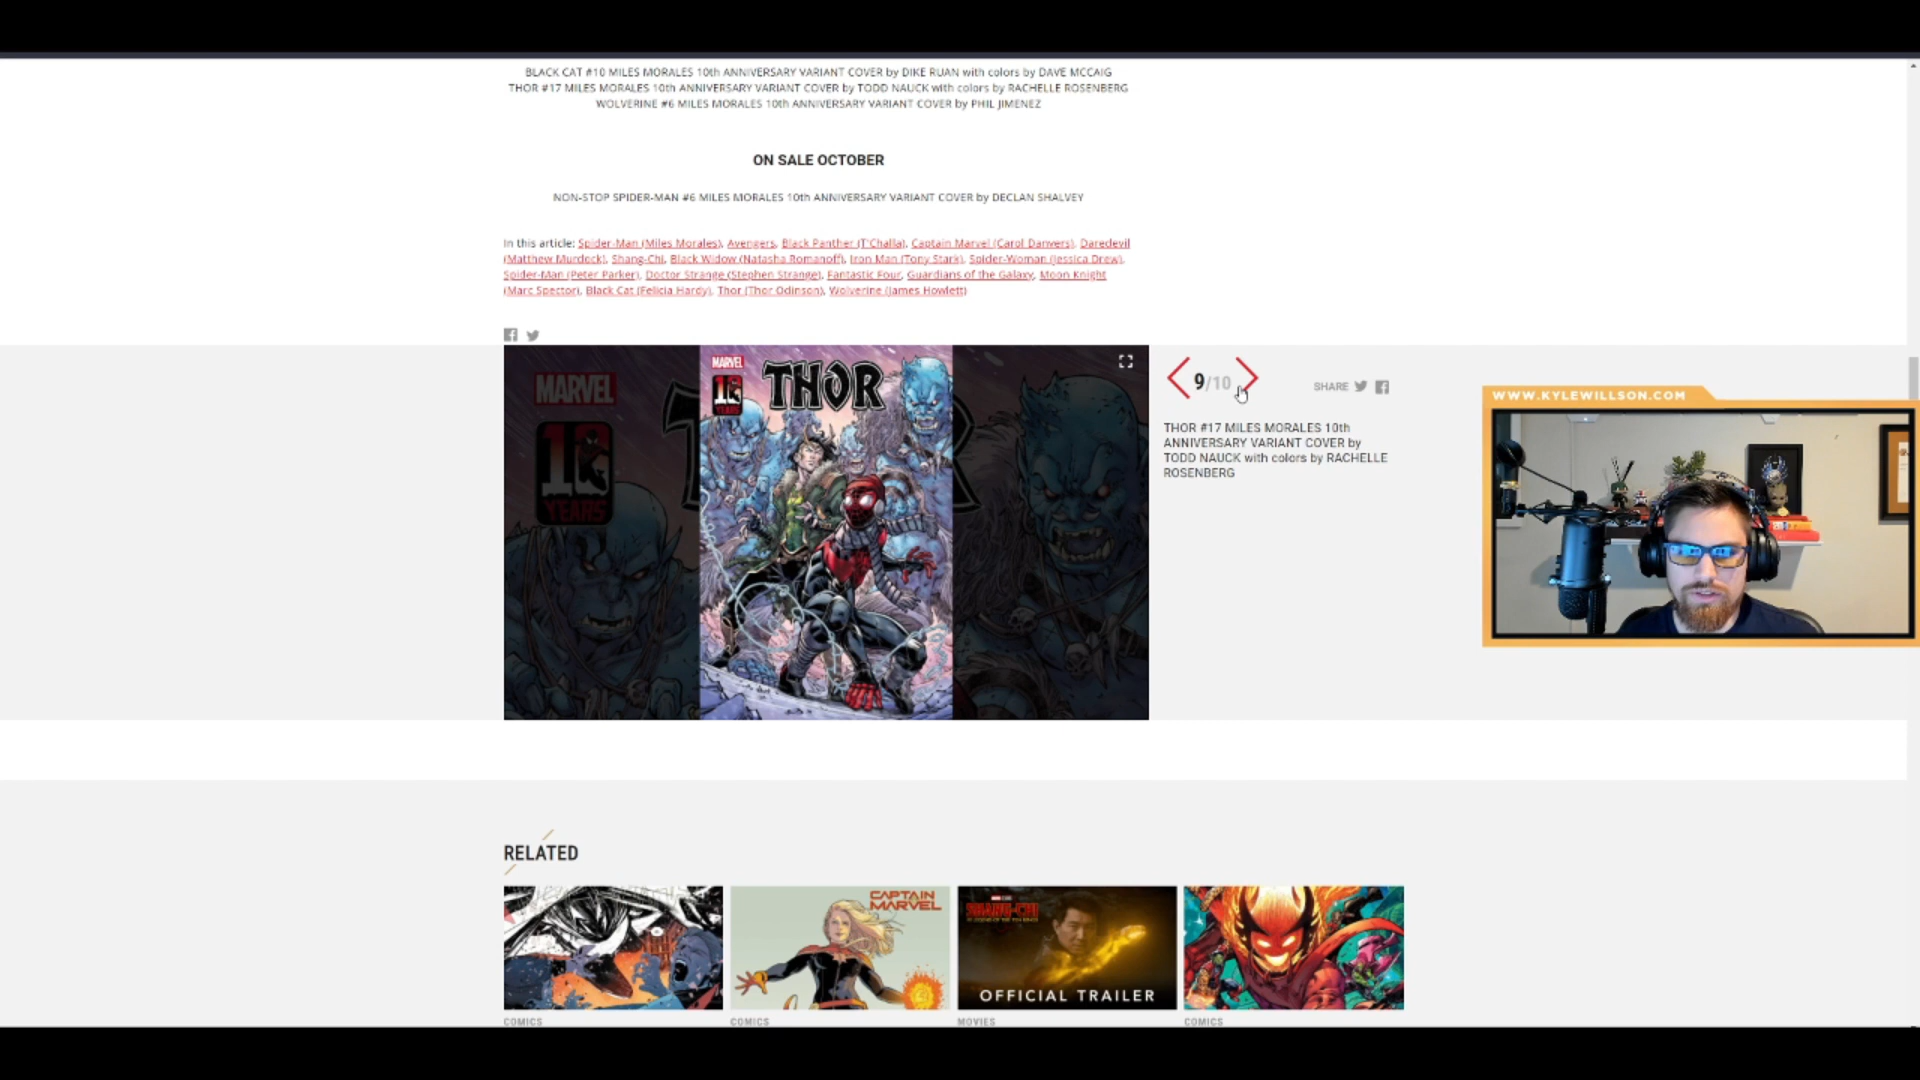 BLACK CAT #10 MILES MORALES 10th ANNIVERSARY VARIANT COVER by DIKE RUAN with colors by DAVE MCCAIG
THOR #17 MILES MORALES 10th ANNIVERSARY VARIANT COVER by TODD NAUCK with colors by RACHELLE ROSENBERG
WOLVERINE #6 MILES MORALES 10th ANNIVERSARY VARIANT COVER by PHIL JIMENEZ
ON SALE OCTOBER
NON-STOP SPIDER-MAN #6 MILES MORALES 10th ANNIVERSARY VARIANT COVER by DECLAN SHALVEY
In this article: Spider-Man (Miles Morales), Avengers, Black Panther (T'Challa), Captain Marvel (Carol Danvers), Daredevil
(Matthew Murdock), Shang-Chi, Black Widow (Natasha Romanoff), Iron Man (Tony Stark), Spider-Woman (Jessica Drew),
Spider-Man (Peter Parker), Doctor Strange (Stephen Strange), Fantastic Four, Guardians of the Galaxy, Moon Knight
(Marc Spector), Black Cat (Felicia Hardy), Thor (Thor Odinson), Wolverine (James Howlett)
MARVEL
10
YEARS
MARVEL
10
YEARS
THOR
9/10
SHARE
THOR #17 MILES MORALES 10th
ANNIVERSARY VARIANT COVER by
TODD NAUCK with colors by RACHELLE
ROSENBERG
WWW.KYLEWILLSON.COM
RELATED
CAPTAIN
MARVEL
SHANG-CHI
OFFICIAL TRAILER
COMICS
COMICS
MOVIES
COMICS